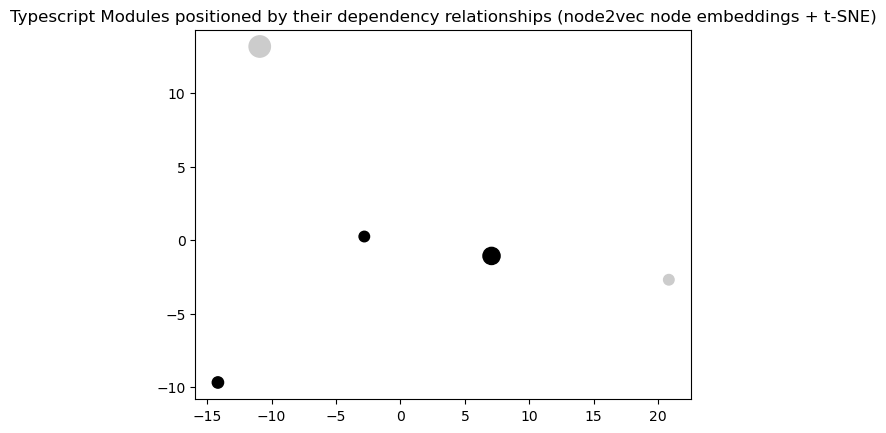 Typescript Modules positioned by their dependency relationships (node2vec node embeddings + t-SNE)
10
5
0
−5
−10
−15 −10 −5 0 5 10 15 20